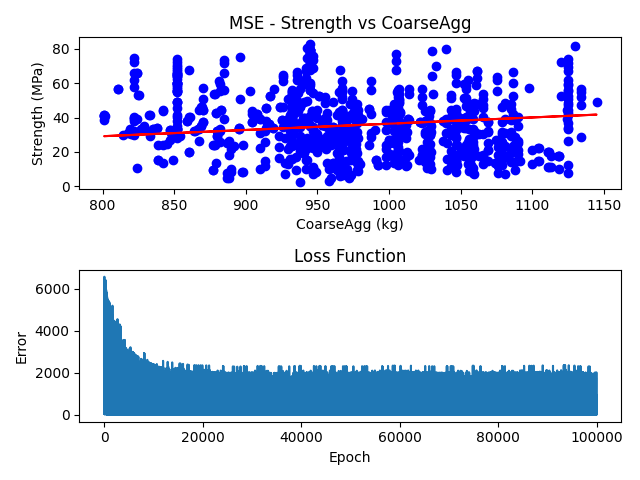 MSE - Strength vs CoarseAgg
80
60
40
20
0
Strength (MPa)
800 850 900 950 1000 1050 1100 1150
CoarseAgg (kg)
Loss Function
6000
4000
2000
0
Error
0 20000 40000 60000 80000 100000
Epoch